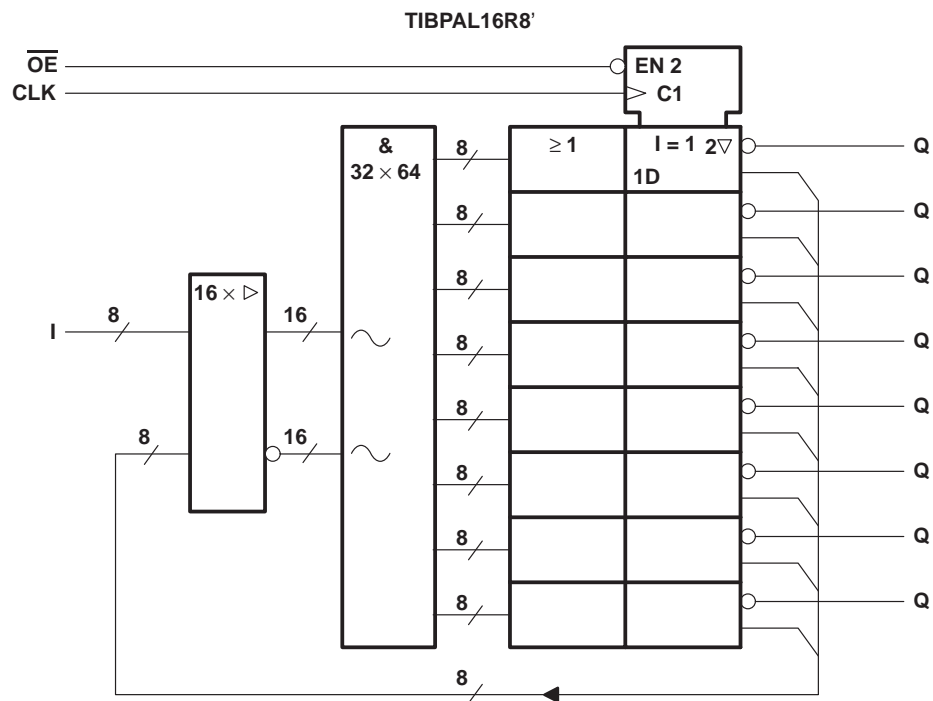 TIBPAL16R8’
OE
EN 2
CLK
C1
&
32 × 64
8
≥ 1
I = 1 2▽
1D
Q
8
Q
16 × ▷
8
Q
I
8
16
8
Q
8
16
8
Q
8
Q
8
Q
8
Q
8